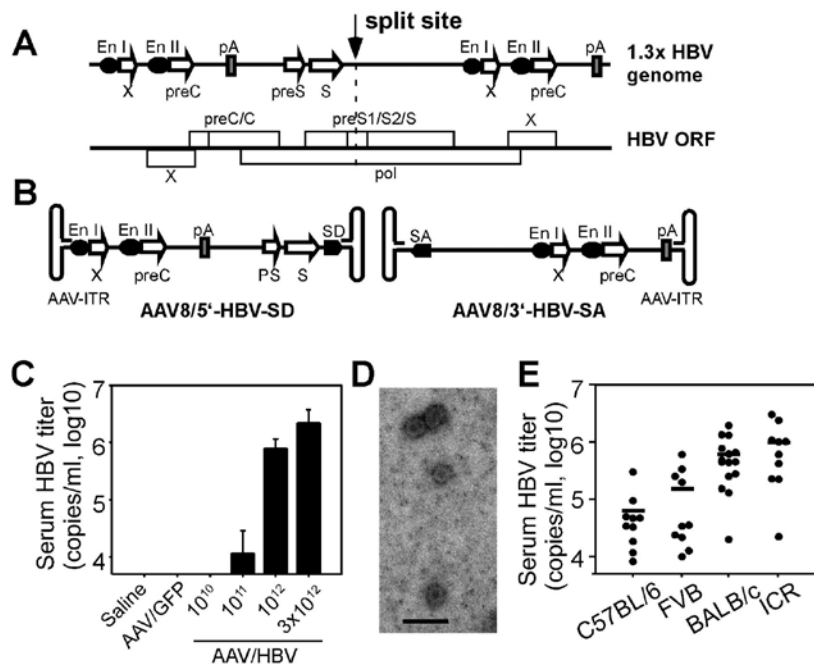 split site
A
En I En II pA En I En II pA
X preC preS S X preC
1.3x HBV
genome
preC/C preS1/S2/S X
HBV ORF
X pol
B
En I En II pA SD SA En I En II pA
X preC PS S X preC
AAV-ITR AAV-ITR
AAV8/5‘-HBV-SD AAV8/3‘-HBV-SA
C
Serum HBV titer
(copies/ml, log10)
7
6
5
4
Saline
AAV/GFP
10^10
10^11
10^12
3x10^12
AAV/HBV
D
E
Serum HBV titer
(copies/ml, log10)
7
6
5
4
C57BL/6
FVB
BALB/c
ICR